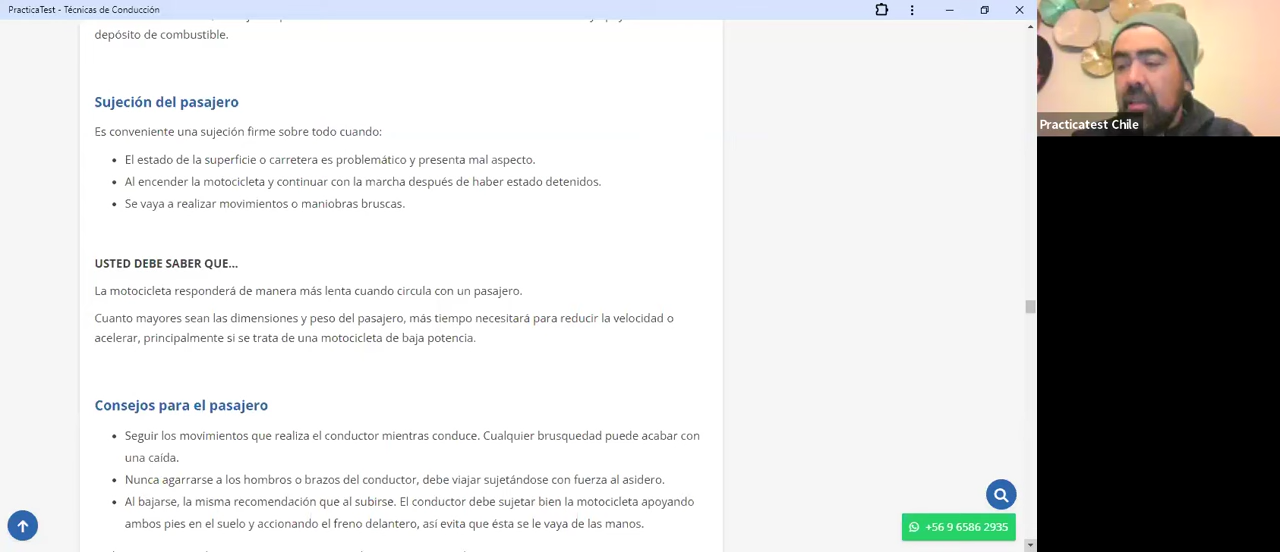 PracticaTest - Técnicas de Conducción
depósito de combustible.
Sujeción del pasajero
Es conveniente una sujeción firme sobre todo cuando:
• El estado de la superficie o carretera es problemático y presenta mal aspecto.
• Al encender la motocicleta y continuar con la marcha después de haber estado detenidos.
• Se vaya a realizar movimientos o maniobras bruscas.
USTED DEBE SABER QUE...
La motocicleta responderá de manera más lenta cuando circula con un pasajero.
Cuanto mayores sean las dimensiones y peso del pasajero, más tiempo necesitará para reducir la velocidad o
acelerar, principalmente si se trata de una motocicleta de baja potencia.
Consejos para el pasajero
• Seguir los movimientos que realiza el conductor mientras conduce. Cualquier brusquedad puede acabar con
una caída.
• Nunca agarrarse a los hombros o brazos del conductor, debe viajar sujetándose con fuerza al asidero.
• Al bajarse, la misma recomendación que al subirse. El conductor debe sujetar bien la motocicleta apoyando
ambos pies en el suelo y accionando el freno delantero, así evita que ésta se le vaya de las manos.
+56 9 6586 2935
Practicatest Chile